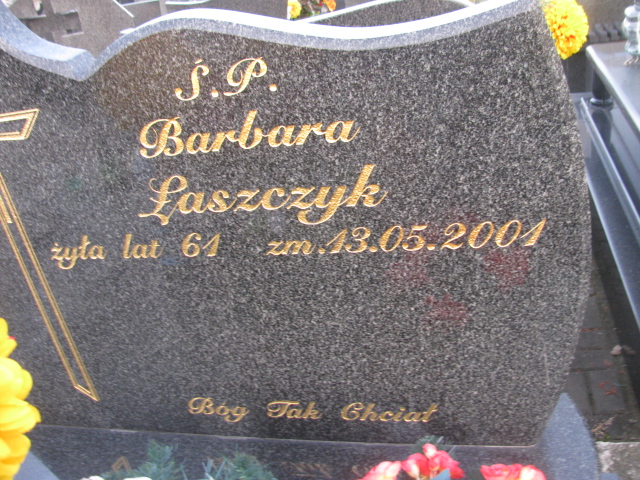 Ś.P.
Barbara
Łaszczyk
żyła lat 61 zm.13.05.2001
Bóg Tak Chciał